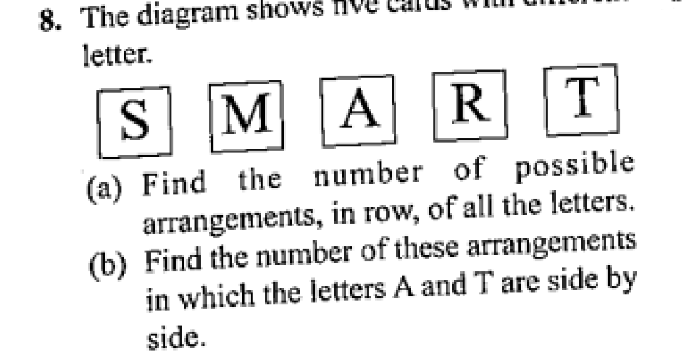 8. The diagram shows five cards with different
letter.
S M A R T
(a) Find the number of possible
arrangements, in row, of all the letters.
(b) Find the number of these arrangements
in which the letters A and T are side by
side.